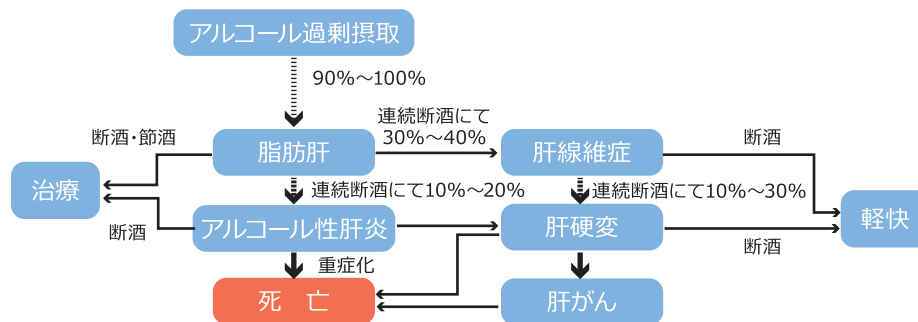 アルコール過剰摂取
90%～100%
連続断酒にて
30%～40%
断酒・節酒
脂肪肝
肝線維症
断酒
治療
連続断酒にて10%～20%
連続断酒にて10%～30%
軽快
断酒
アルコール性肝炎
肝硬変
断酒
重症化
死　亡
肝がん